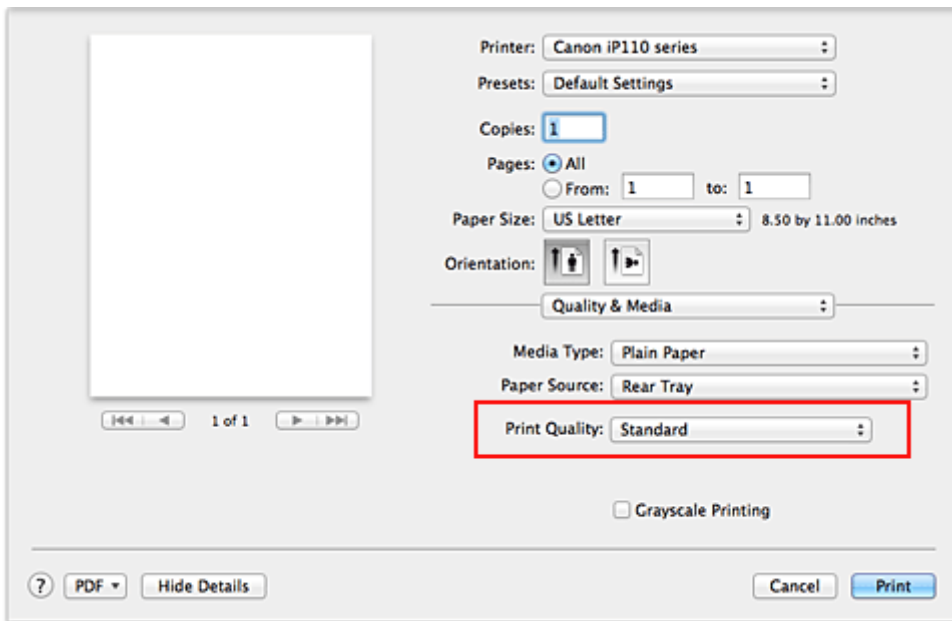 Printer: Canon iP110 series
Presets: Default Settings
Copies: 1
Pages: All
From: 1 to: 1
Paper Size: US Letter 8.50 by 11.00 inches
Orientation:
Quality & Media
Media Type: Plain Paper
Paper Source: Rear Tray
1 of 1
Print Quality: Standard
Grayscale Printing
? PDF Hide Details Cancel Print